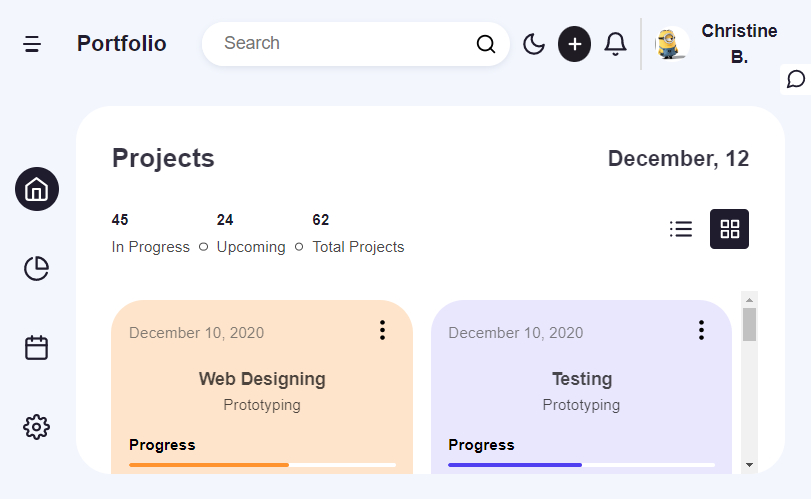 Portfolio
Search
Christine
B.
Projects
December, 12
45
24
62
In Progress
Upcoming
Total Projects
December 10, 2020
Web Designing
Prototyping
Progress
December 10, 2020
Testing
Prototyping
Progress